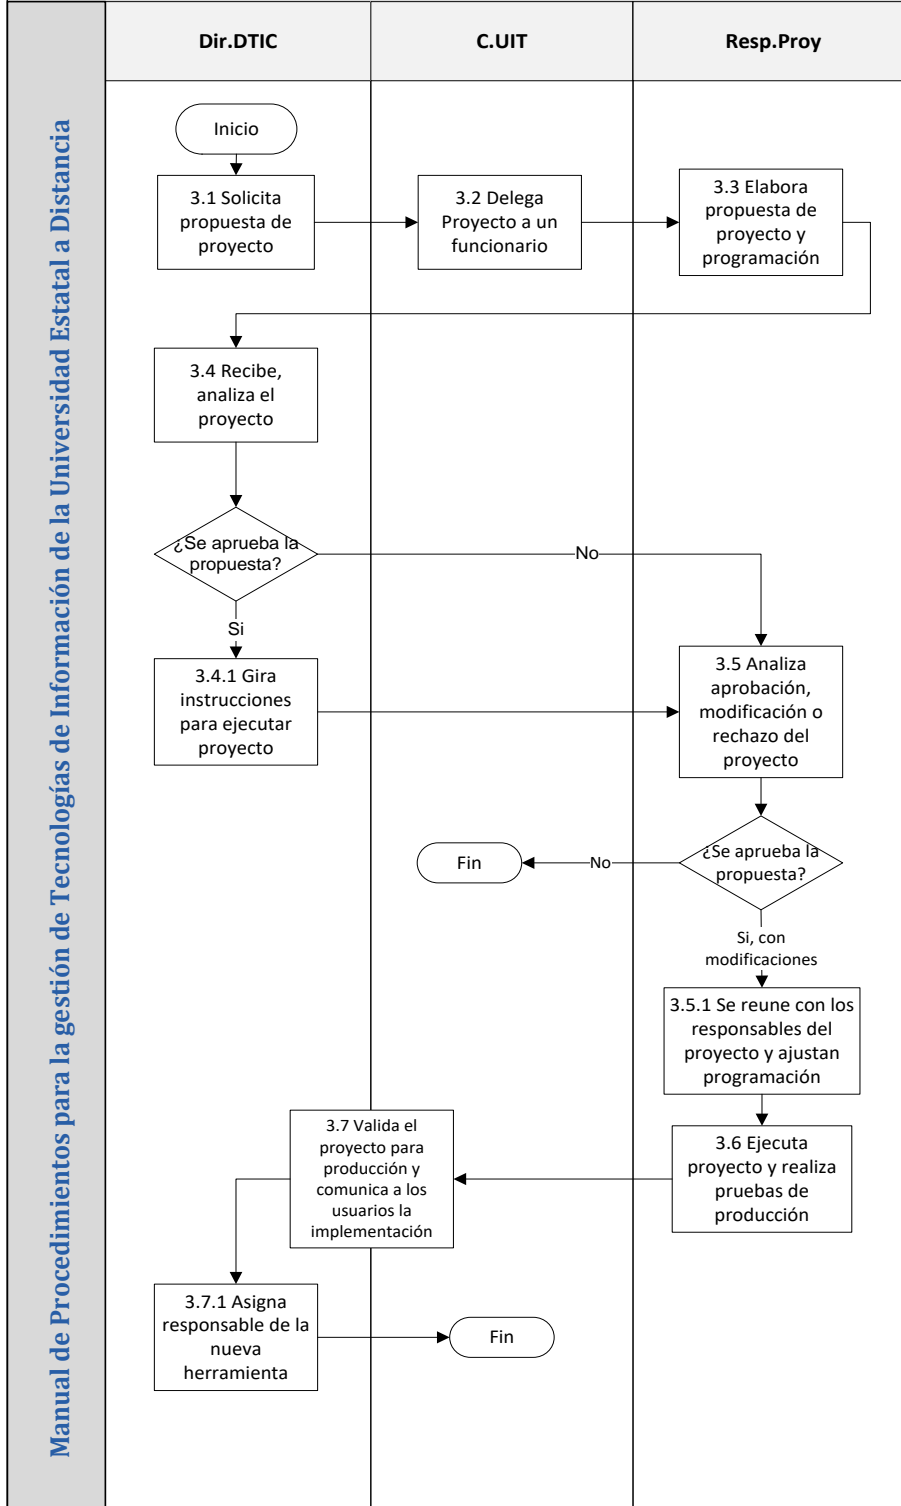 Manual de Procedimientos para la gestión de Tecnologías de Información de la Universidad Estatal a Distancia
Dir.DTIC
C.UIT
Resp.Proy
Inicio
3.1 Solicita
propuesta de
proyecto
3.2 Delega
Proyecto a un
funcionario
3.3 Elabora
propuesta de
proyecto y
programación
3.4 Recibe,
analiza el
proyecto
¿Se aprueba la
propuesta?
No
Si
3.4.1 Gira
instrucciones
para ejecutar
proyecto
3.5 Analiza
aprobación,
modificación o
rechazo del
proyecto
¿Se aprueba la
propuesta?
No
Fin
Si, con
modificaciones
3.5.1 Se reune con los
responsables del
proyecto y ajustan
programación
3.6 Ejecuta
proyecto y realiza
pruebas de
producción
3.7 Valida el
proyecto para
producción y
comunica a los
usuarios la
implementación
3.7.1 Asigna
responsable de la
nueva
herramienta
Fin